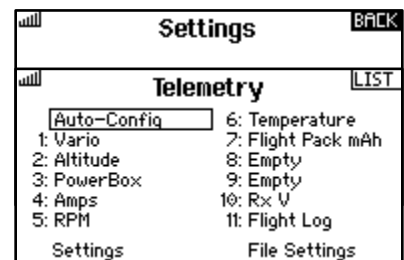 Settings
BACK
Telemetry
LIST
Auto-Config
1: Vario
2: Altitude
3: PowerBox
4: Amps
5: RPM
6: Temperature
7: Flight Pack mAh
8: Empty
9: Empty
10: Rx V
11: Flight Log
Settings
File Settings